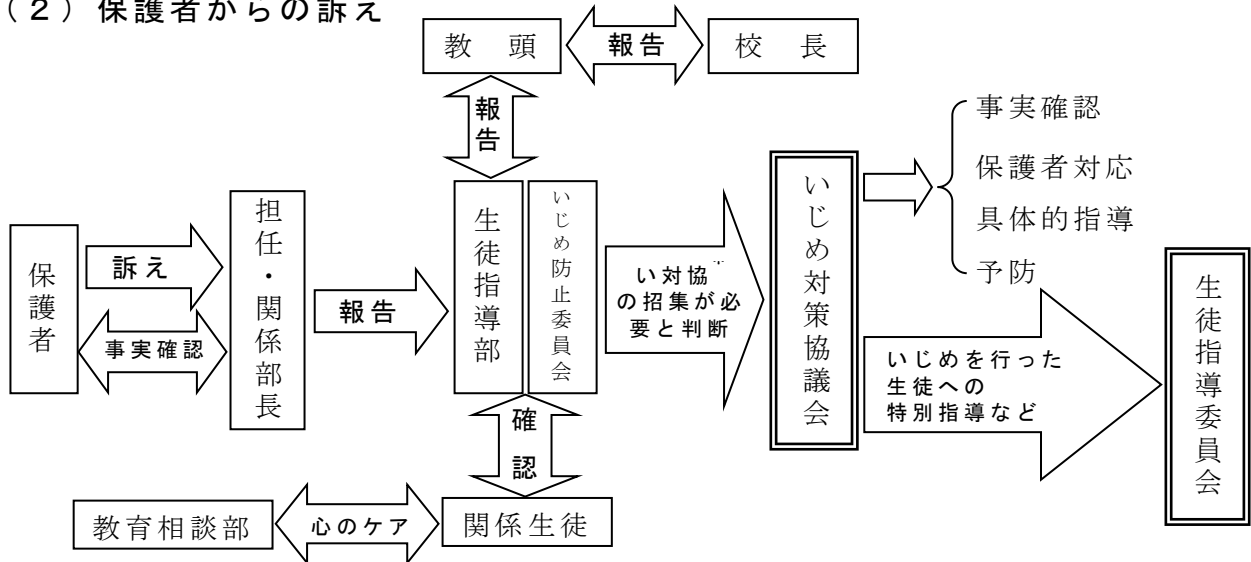 （２）保護者からの訴え
教　頭
報告
校　長
報告
保護者
訴え
事実確認
担任・関係部長
報告
生徒指導部
いじめ防止委員会
い対協*
の招集が必
要と判断
いじめ対策協議会
事実確認
保護者対応
具体的指導
予防
いじめを行った
生徒への
特別指導など
生徒指導委員会
確認
教育相談部
心のケア
関係生徒